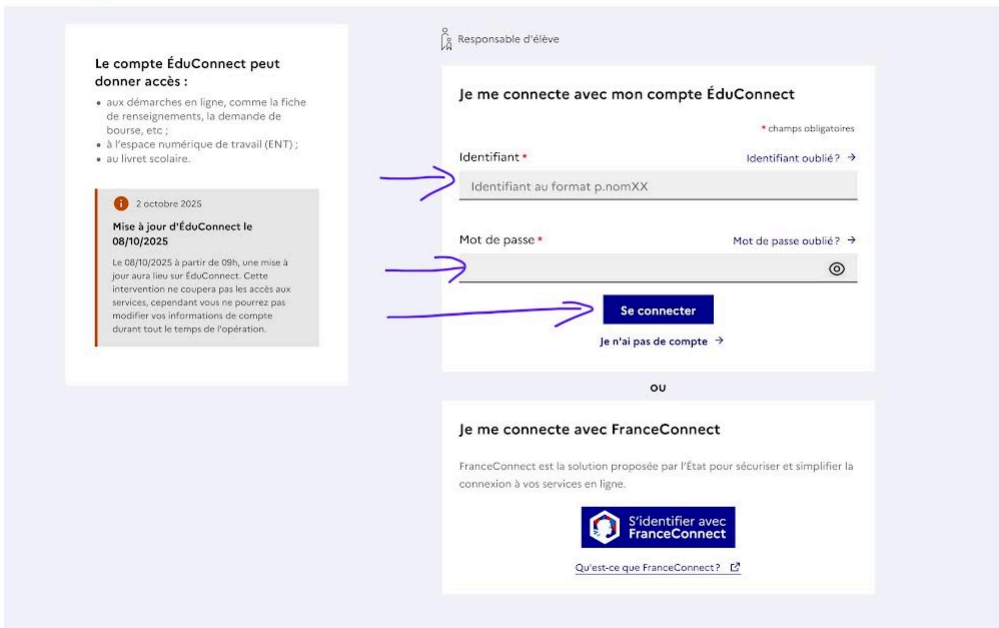 Le compte ÉduConnect peut
donner accès :
• aux démarches en ligne, comme la fiche
de renseignements, la demande de
bourse, etc ;
• à l'espace numérique de travail (ENT) ;
• au livret scolaire.
2 octobre 2025
Mise à jour d'ÉduConnect le
08/10/2025
Le 08/10/2025 à partir de 09h, une mise à
jour aura lieu sur ÉduConnect. Cette
intervention ne coupera pas les accès aux
services, cependant vous ne pourrez pas
modifier vos informations de compte
durant tout le temps de l'opération.
Responsable d'élève
Je me connecte avec mon compte ÉduConnect
* champs obligatoires
Identifiant * Identifiant oublié ? →
Identifiant au format p.nomXX
Mot de passe * Mot de passe oublié ? →
Se connecter
Je n'ai pas de compte →
OU
Je me connecte avec FranceConnect
FranceConnect est la solution proposée par l'État pour sécuriser et simplifier la
connexion à vos services en ligne.
S'identifier avec
FranceConnect
Qu'est-ce que FranceConnect ?